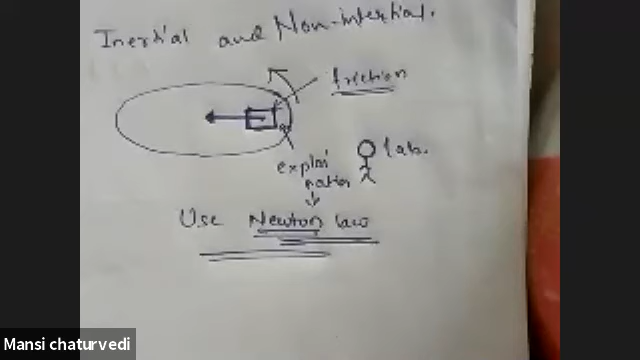 Inertial and Non-inertial.
friction
explai
nation
lab.
Use Newton law
Mansi chaturvedi